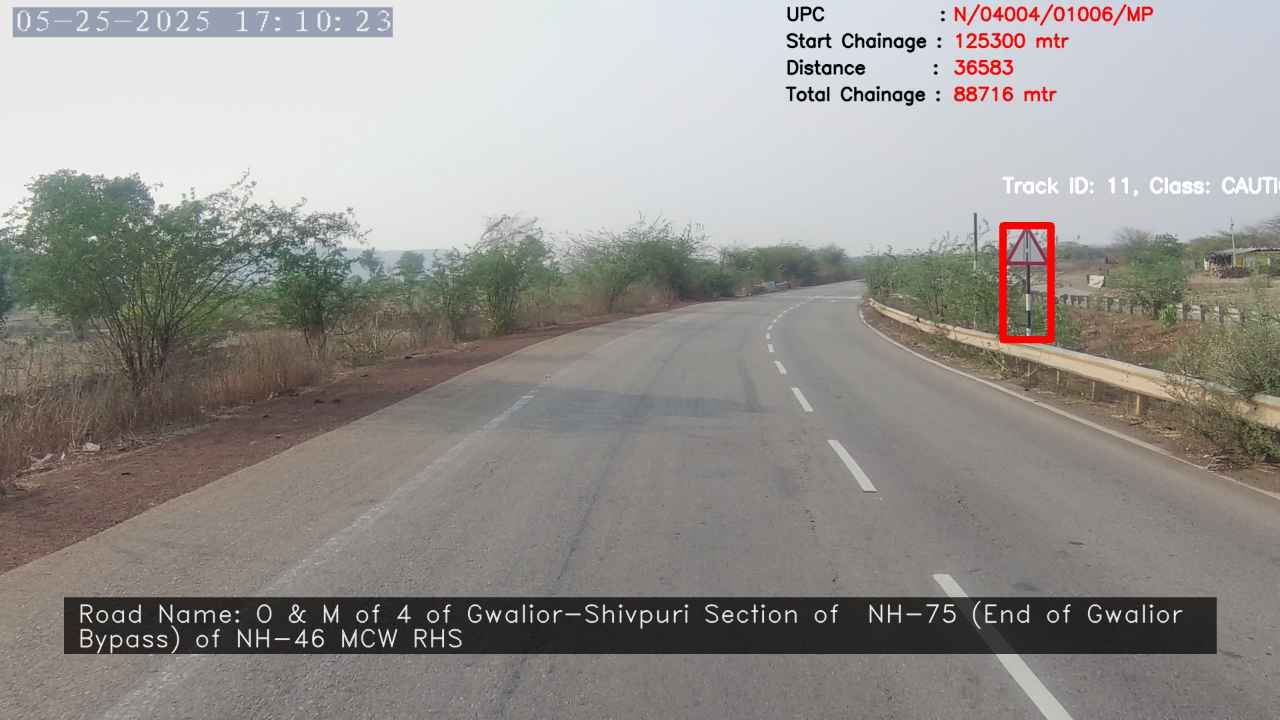 05-25-2025 17:10:23
UPC : N/04004/01006/MP
Start Chainage : 125300 mtr
Distance : 36583
Total Chainage : 88716 mtr
Track ID: 11, Class: CAUTI
Road Name: O & M of 4 of Gwalior-Shivpuri Section of NH-75 (End of Gwalior
Bypass) of NH-46 MCW RHS